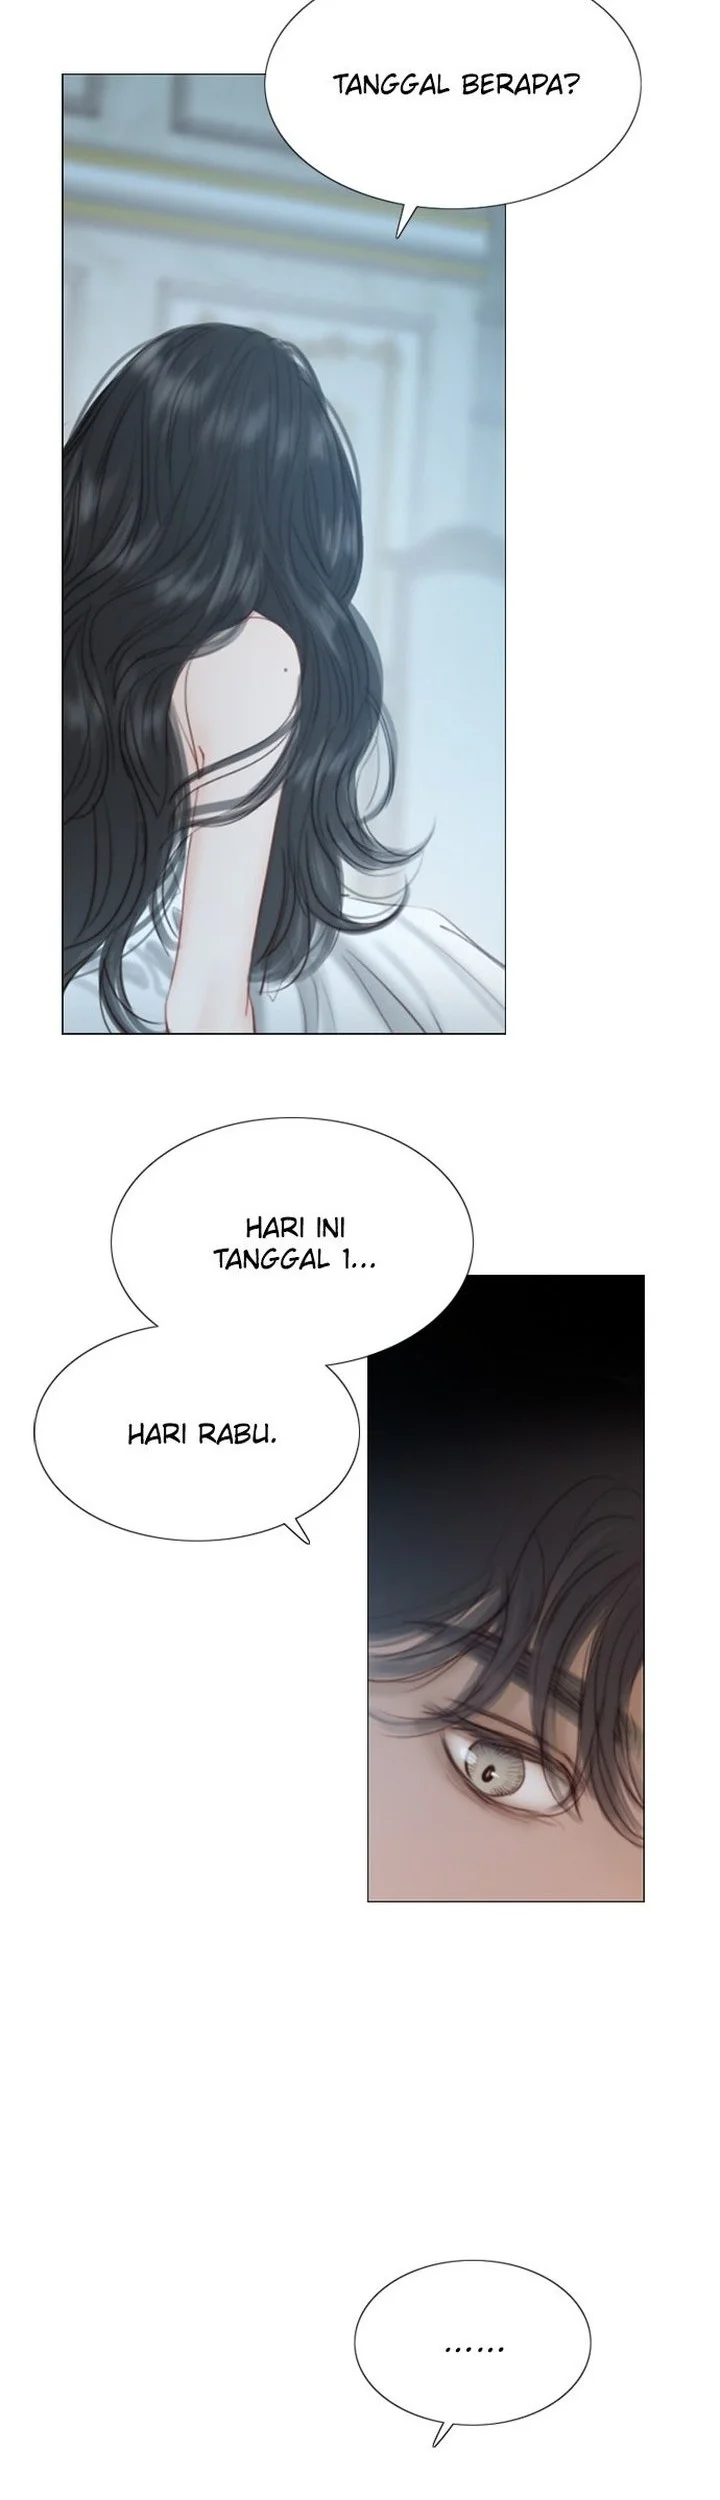 TANGGAL BERAPA?
HARI INI
TANGGAL 1...
HARI RABU.
......